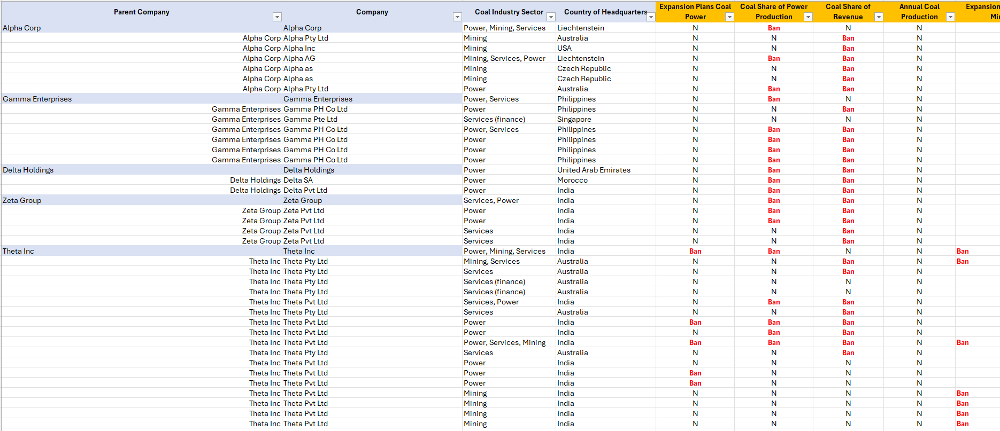 Parent Company Company Coal Industry Sector Country of Headquarters Expansion Plans Coal Power Coal Share of Power Production Coal Share of Revenue Annual Coal Production Expansion Mi
Alpha Corp Alpha Corp Power, Mining, Services Liechtenstein N Ban N N
Alpha Corp Alpha Pty Ltd Mining Australia N N Ban N
Alpha Corp Alpha Inc Mining USA N N Ban N
Alpha Corp Alpha AG Mining, Services, Power Liechtenstein N Ban Ban N
Alpha Corp Alpha as Mining Czech Republic N N Ban N
Alpha Corp Alpha as Mining Czech Republic N N Ban N
Alpha Corp Alpha Pty Ltd Power Australia N Ban Ban N
Gamma Enterprises Gamma Enterprises Power, Services Philippines N Ban N N
Gamma Enterprises Gamma PH Co Ltd Power Philippines N N Ban N
Gamma Enterprises Gamma Pte Ltd Services (finance) Singapore N N N N
Gamma Enterprises Gamma PH Co Ltd Power, Services Philippines N Ban Ban N
Gamma Enterprises Gamma PH Co Ltd Power Philippines N Ban Ban N
Gamma Enterprises Gamma PH Co Ltd Power Philippines N Ban Ban N
Gamma Enterprises Gamma PH Co Ltd Power Philippines N Ban Ban N
Delta Holdings Delta Holdings Power United Arab Emirates N Ban Ban N
Delta Holdings Delta SA Power Morocco N Ban Ban N
Delta Holdings Delta Pvt Ltd Power India N Ban Ban N
Zeta Group Zeta Group Services, Power India N Ban Ban N
Zeta Group Zeta Pvt Ltd Power India N Ban Ban N
Zeta Group Zeta Pvt Ltd Power India N Ban Ban N
Zeta Group Zeta Pvt Ltd Services India N N Ban N
Zeta Group Zeta Pvt Ltd Services India N N Ban N
Theta Inc Theta Inc Power, Mining, Services India Ban Ban N N Ban
Theta Inc Theta Pty Ltd Mining, Services Australia N N Ban N Ban
Theta Inc Theta Pty Ltd Services Australia N N Ban N
Theta Inc Theta Pty Ltd Services (finance) Australia N N N N
Theta Inc Theta Pty Ltd Services (finance) Australia N N N N
Theta Inc Theta Pvt Ltd Services, Power India N Ban Ban N
Theta Inc Theta Pty Ltd Services Australia N N Ban N
Theta Inc Theta Pvt Ltd Power India Ban Ban Ban N
Theta Inc Theta Pvt Ltd Power India N Ban Ban N
Theta Inc Theta Pvt Ltd Power, Services, Mining India Ban Ban Ban N Ban
Theta Inc Theta Pty Ltd Services Australia N N Ban N
Theta Inc Theta Pvt Ltd Power India N N N N
Theta Inc Theta Pvt Ltd Power India Ban N N N
Theta Inc Theta Pvt Ltd Power India Ban N N N
Theta Inc Theta Pvt Ltd Mining India N N N N Ban
Theta Inc Theta Pvt Ltd Mining India N N N N Ban
Theta Inc Theta Pvt Ltd Mining India N N N N Ban
Theta Inc Theta Pvt Ltd Mining India N N N N Ban